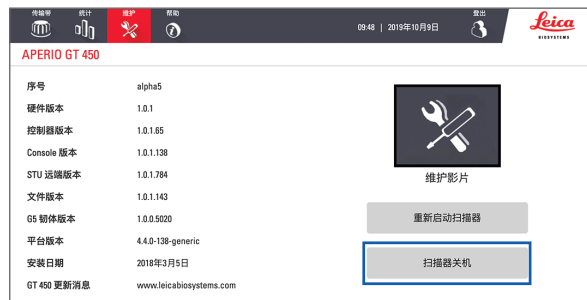 传输带 统计 维护 帮助 登出
09:48 | 2019年10月9日
Leica
BIOSYSTEMS
APERIO GT 450
序号 alpha5
硬件版本 1.0.1
控制器版本 1.0.1.65
Console 版本 1.0.1.138
STU 远端版本 1.0.1.784
文件版本 1.0.1.143
G5 韧体版本 1.0.0.5020
平台版本 4.4.0-138-generic
安装日期 2018年3月5日
GT 450 更新消息 www.leicabiosystems.com
维护影片
重新启动扫描器
扫描器关机